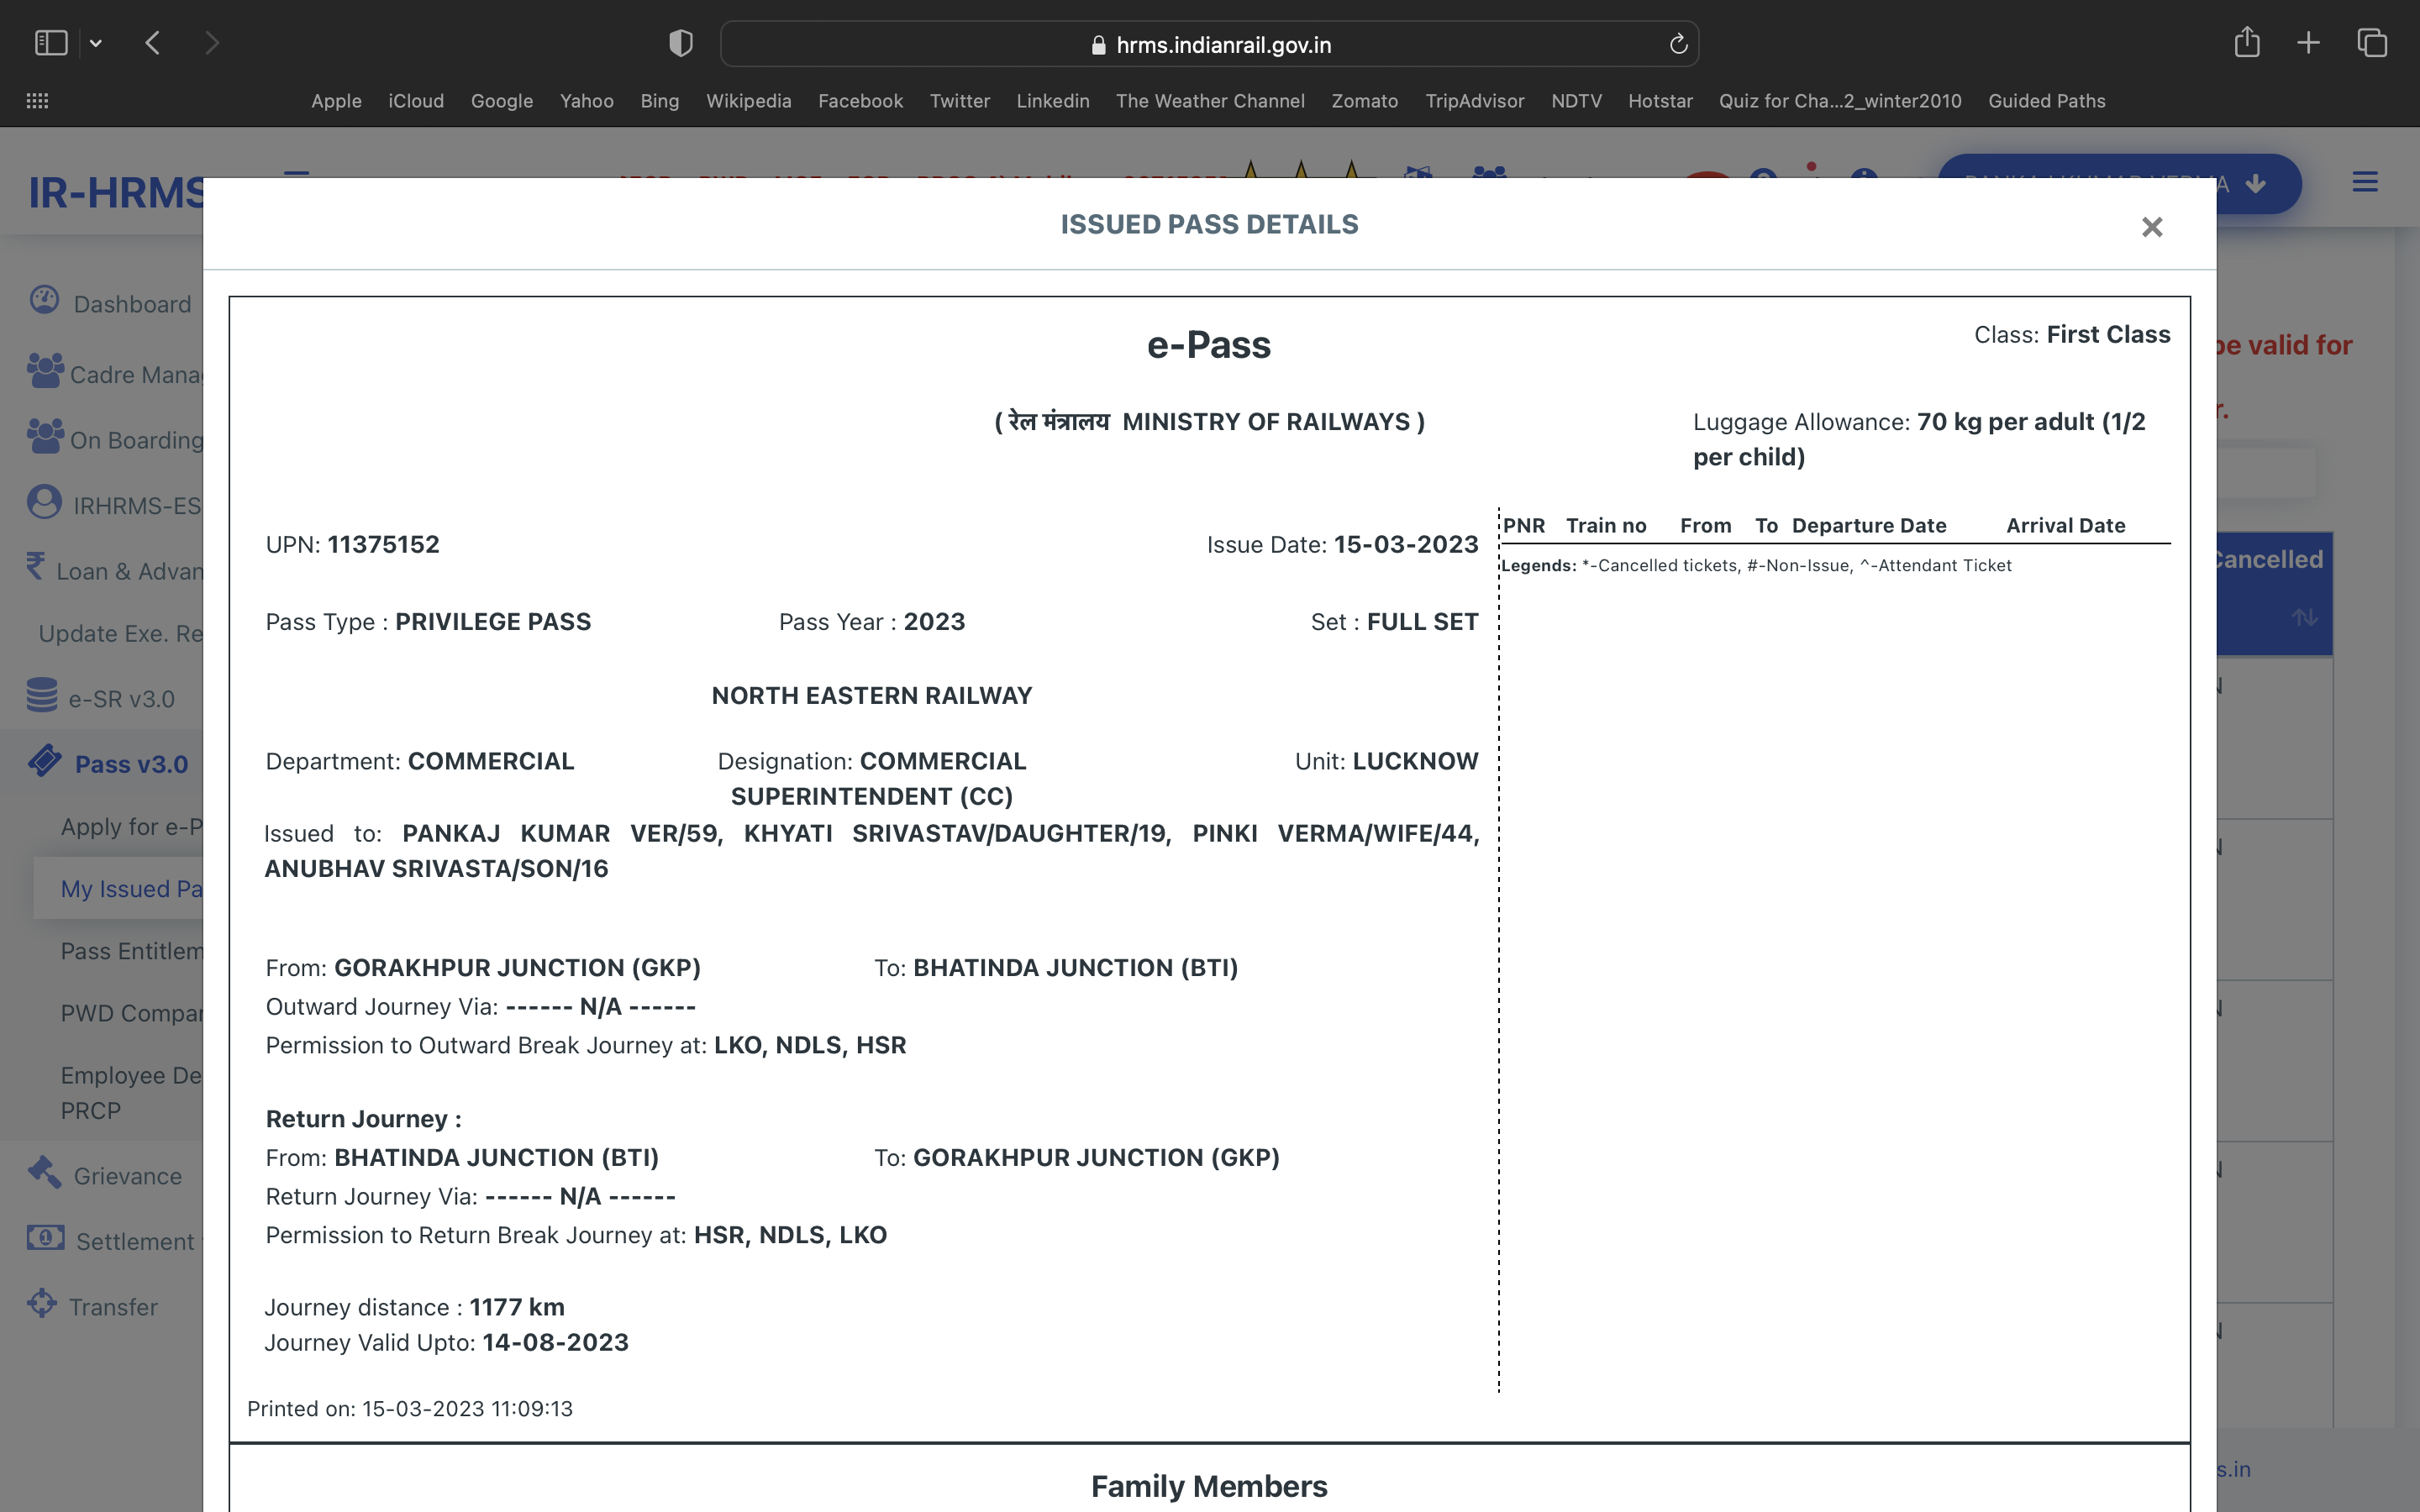 hrms.indianrail.gov.in
Apple iCloud Google Yahoo Bing Wikipedia Facebook Twitter Linkedin The Weather Channel Zomato TripAdvisor NDTV Hotstar Quiz for Cha...2_winter2010 Guided Paths
IR-HRMS
ISSUED PASS DETAILS
×
Dashboard
Cadre Mana
On Boarding
IRHRMS-ES
Loan & Advan
Update Exe. Re
e-SR v3.0
Pass v3.0
Apply for e-P
My Issued Pa
Pass Entitlem
PWD Compar
Employee De
PRCP
Grievance
Settlement
Transfer
e-Pass
Class: First Class
( रेल मंत्रालय MINISTRY OF RAILWAYS )
Luggage Allowance: 70 kg per adult (1/2
per child)
UPN: 11375152
Issue Date: 15-03-2023
Pass Type : PRIVILEGE PASS
Pass Year : 2023
Set : FULL SET
NORTH EASTERN RAILWAY
Department: COMMERCIAL
Designation: COMMERCIAL
SUPERINTENDENT (CC)
Unit: LUCKNOW
Issued to: PANKAJ KUMAR VER/59, KHYATI SRIVASTAV/DAUGHTER/19, PINKI VERMA/WIFE/44,
ANUBHAV SRIVASTA/SON/16
From: GORAKHPUR JUNCTION (GKP)
To: BHATINDA JUNCTION (BTI)
Outward Journey Via: ------ N/A ------
Permission to Outward Break Journey at: LKO, NDLS, HSR
Return Journey :
From: BHATINDA JUNCTION (BTI)
To: GORAKHPUR JUNCTION (GKP)
Return Journey Via: ------ N/A ------
Permission to Return Break Journey at: HSR, NDLS, LKO
Journey distance : 1177 km
Journey Valid Upto: 14-08-2023
Printed on: 15-03-2023 11:09:13
PNR Train no From To Departure Date Arrival Date
Legends: *-Cancelled tickets, #-Non-Issue, ^-Attendant Ticket
Family Members
be valid for
r.
Cancelled
s.in